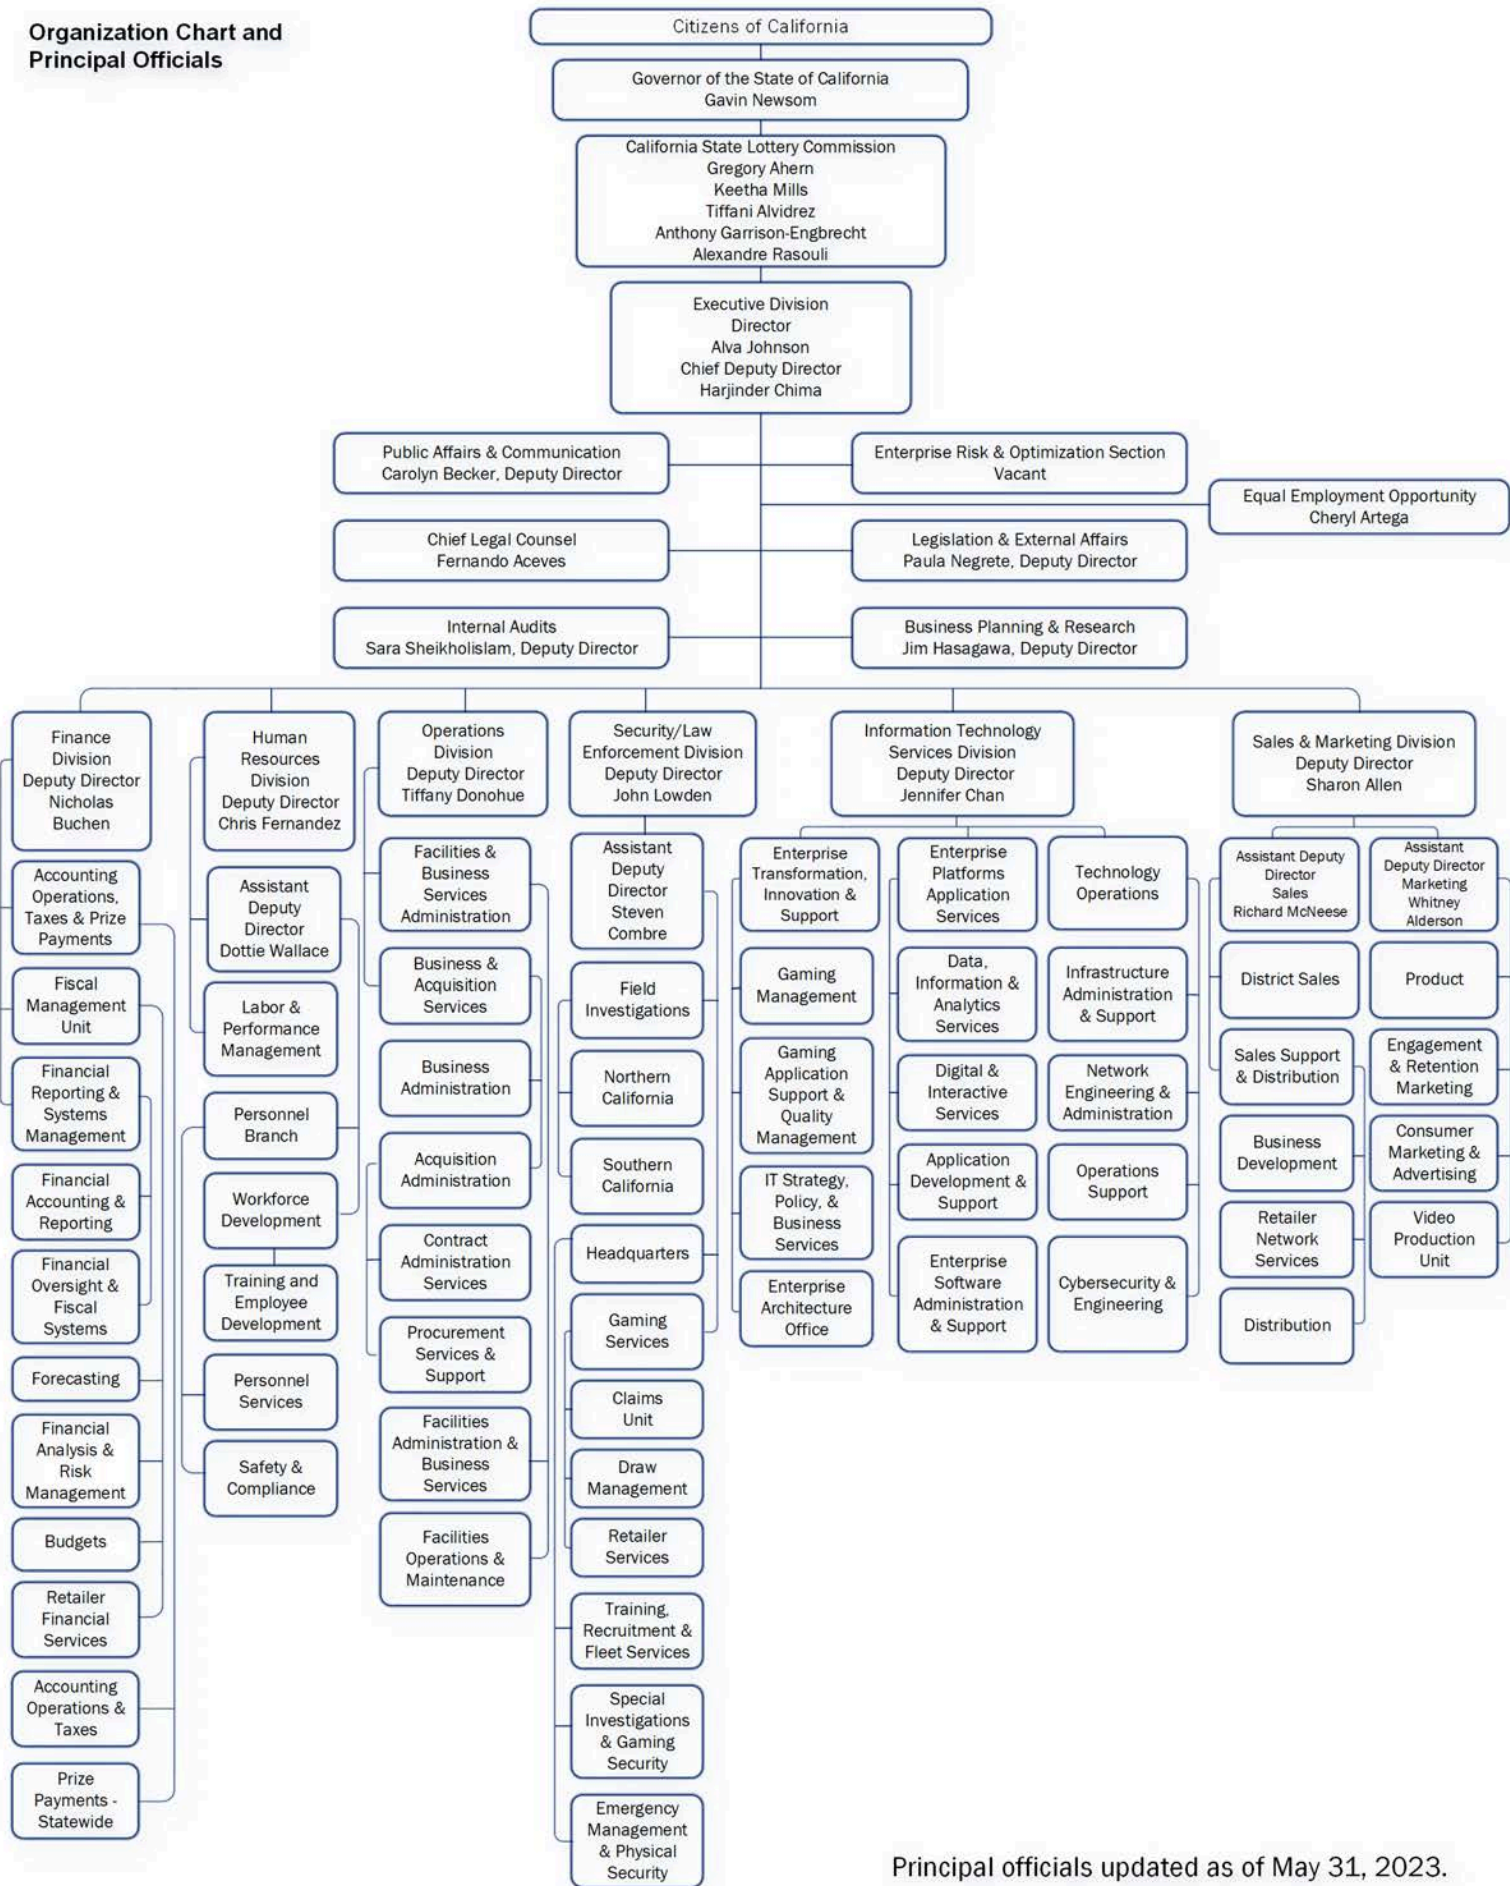 Organization Chart and
Principal Officials
Citizens of California
Governor of the State of California
Gavin Newsom
California State Lottery Commission
Gregory Ahern
Keetha Mills
Tiffani Alvidrez
Anthony Garrison-Engbrecht
Alexandre Rasouli
Executive Division
Director
Alva Johnson
Chief Deputy Director
Harjinder Chima
Public Affairs & Communication
Carolyn Becker, Deputy Director
Enterprise Risk & Optimization Section
Vacant
Equal Employment Opportunity
Cheryl Artega
Chief Legal Counsel
Fernando Aceves
Legislation & External Affairs
Paula Negrete, Deputy Director
Internal Audits
Sara Sheikholislam, Deputy Director
Business Planning & Research
Jim Hasagawa, Deputy Director
Finance
Division
Deputy Director
Nicholas
Buchen
Accounting
Operations,
Taxes & Prize
Payments
Fiscal
Management
Unit
Financial
Reporting &
Systems
Management
Financial
Accounting &
Reporting
Financial
Oversight &
Fiscal
Systems
Forecasting
Financial
Analysis &
Risk
Management
Budgets
Retailer
Financial
Services
Accounting
Operations &
Taxes
Prize
Payments -
Statewide
Human
Resources
Division
Deputy Director
Chris Fernandez
Assistant
Deputy
Director
Dottie Wallace
Labor &
Performance
Management
Personnel
Branch
Workforce
Development
Training and
Employee
Development
Personnel
Services
Safety &
Compliance
Operations
Division
Deputy Director
Tiffany Donohue
Facilities &
Business
Services
Administration
Business &
Acquisition
Services
Business
Administration
Acquisition
Administration
Contract
Administration
Services
Procurement
Services &
Support
Facilities
Administration &
Business
Services
Facilities
Operations &
Maintenance
Security/Law
Enforcement Division
Deputy Director
John Lowden
Assistant
Deputy
Director
Steven
Combre
Field
Investigations
Northern
California
Southern
California
Headquarters
Gaming
Services
Claims
Unit
Draw
Management
Retailer
Services
Training,
Recruitment &
Fleet Services
Special
Investigations
& Gaming
Security
Emergency
Management
& Physical
Security
Information Technology
Services Division
Deputy Director
Jennifer Chan
Enterprise
Transformation,
Innovation &
Support
Gaming
Management
Gaming
Application
Support &
Quality
Management
IT Strategy,
Policy, &
Business
Services
Enterprise
Architecture
Office
Enterprise
Platforms
Application
Services
Data,
Information &
Analytics
Services
Digital &
Interactive
Services
Application
Development &
Support
Enterprise
Software
Administration
& Support
Technology
Operations
Infrastructure
Administration
& Support
Network
Engineering &
Administration
Operations
Support
Cybersecurity &
Engineering
Sales & Marketing Division
Deputy Director
Sharon Allen
Assistant Deputy
Director
Sales
Richard McNeese
District Sales
Sales Support
& Distribution
Business
Development
Retailer
Network
Services
Distribution
Assistant
Deputy Director
Marketing
Whitney
Alderson
Product
Engagement
& Retention
Marketing
Consumer
Marketing &
Advertising
Video
Production
Unit
Principal officials updated as of May 31, 2023.